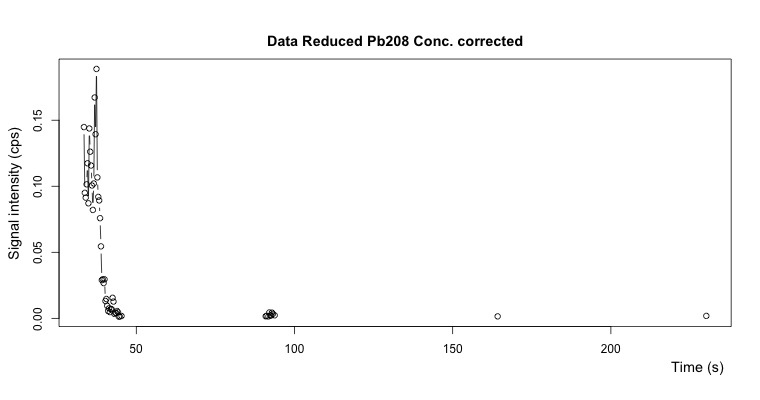 Data Reduced Pb208 Conc. corrected
Signal intensity (cps)
0.15
0.10
0.05
0.00
50 100 150 200
Time (s)